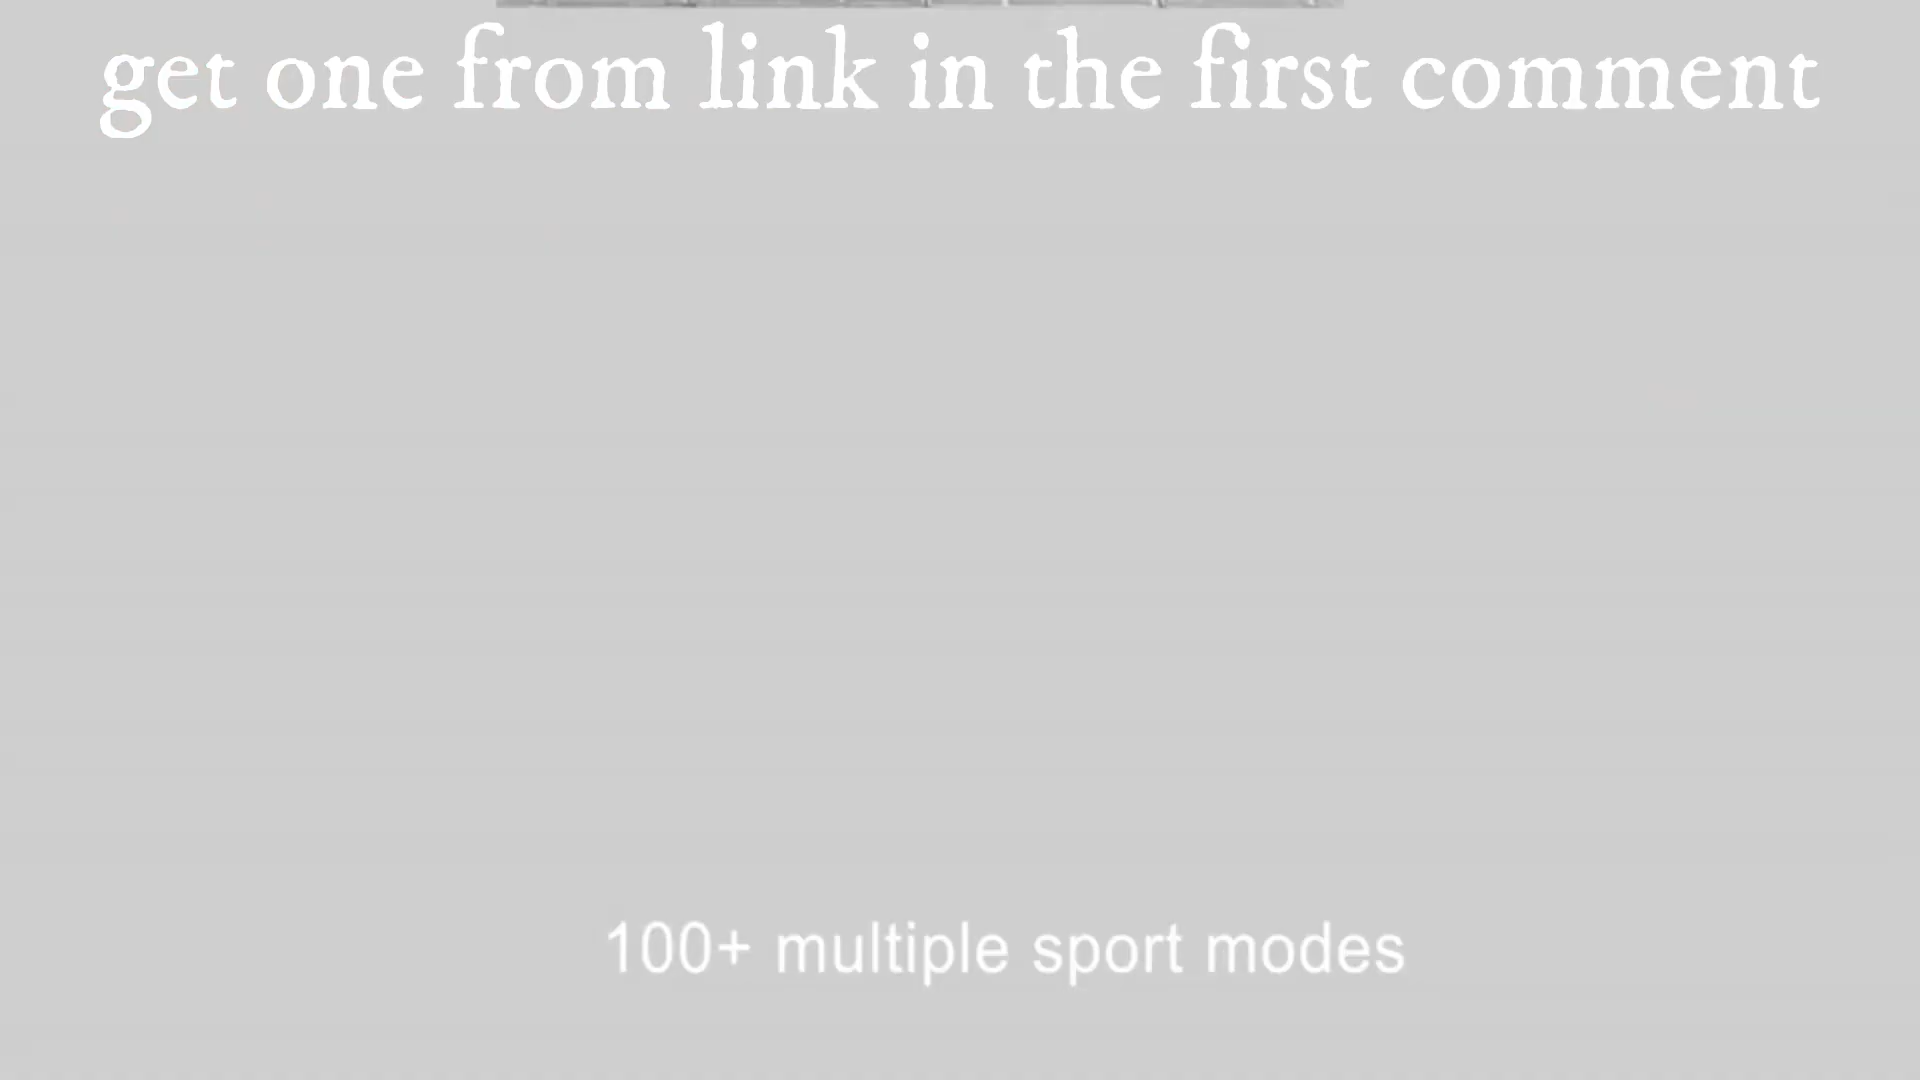 get one from link in the first comment
100+ multiple sport modes